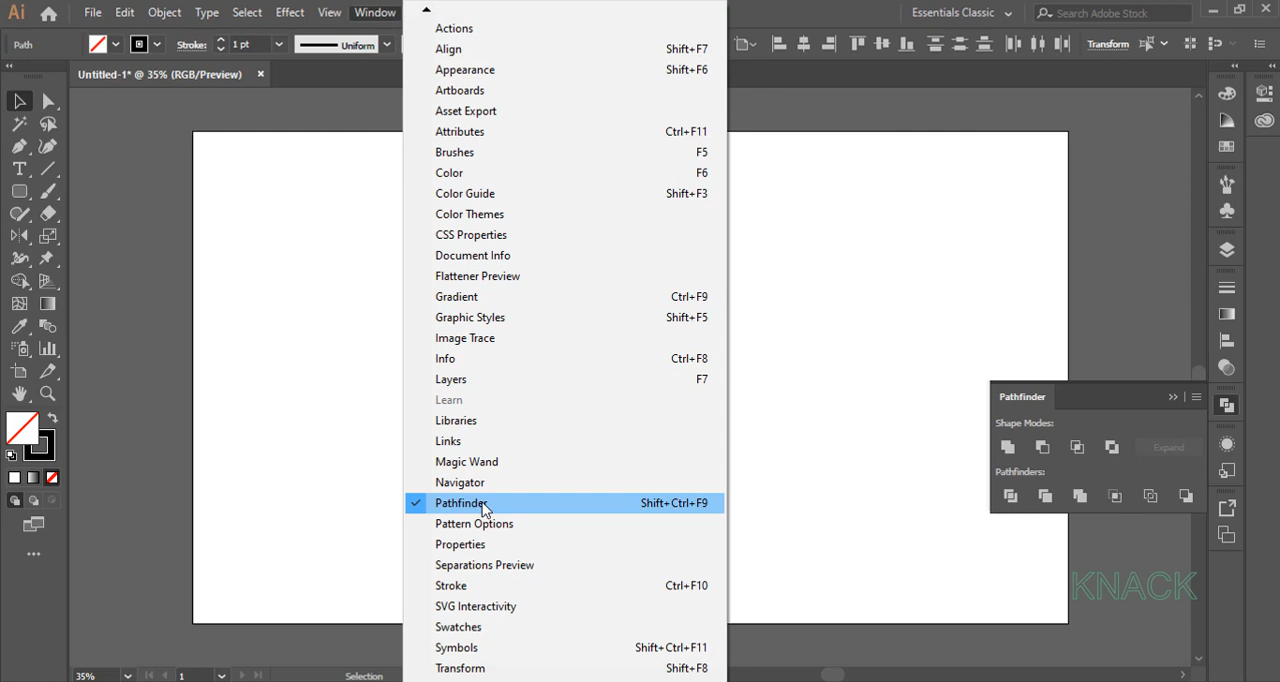 Ai File Edit Object Type Select Effect View Window Essentials Classic Search Adobe Stock
Path Stroke: 1 pt Uniform Transform
Untitled-1* @ 35% (RGB/Preview) ×
Actions
Align Shift+F7
Appearance Shift+F6
Artboards
Asset Export
Attributes Ctrl+F11
Brushes F5
Color F6
Color Guide Shift+F3
Color Themes
CSS Properties
Document Info
Flattener Preview
Gradient Ctrl+F9
Graphic Styles Shift+F5
Image Trace
Info Ctrl+F8
Layers F7
Learn
Libraries
Links
Magic Wand
Navigator
Pathfinder Shift+Ctrl+F9
Pattern Options
Properties
Separations Preview
Stroke Ctrl+F10
SVG Interactivity
Swatches
Symbols Shift+Ctrl+F11
Transform Shift+F8
Pathfinder
Shape Modes:
Expand
Pathfinders:
KNACK
35% 1 Selection